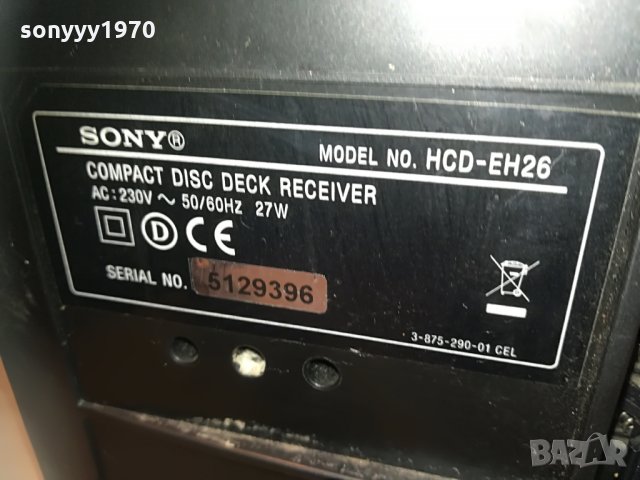 sonyyy1970
SONY®
MODEL NO. HCD-EH26
COMPACT DISC DECK RECEIVER
AC: 230V ~ 50/60HZ 27W
D CE
SERIAL NO. 5129396
3-875-290-01 CEL
BAZAR